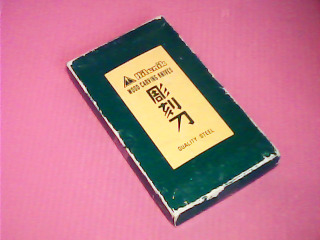 WOOD CARVING KNIVES
彫刻刀
QUALITY STEEL